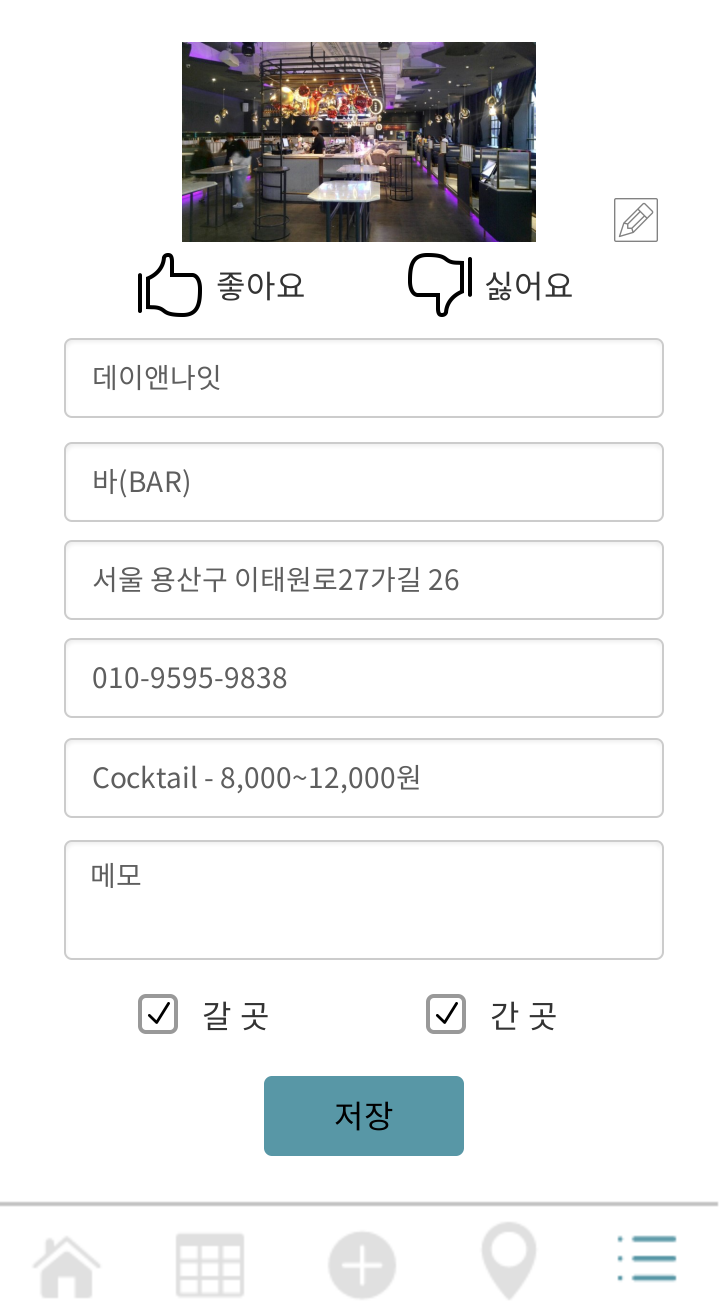 좋아요 싫어요
데이앤나잇
바(BAR)
서울 용산구 이태원로27가길 26
010-9595-9838
Cocktail - 8,000~12,000원
메모
갈 곳 간 곳
저장